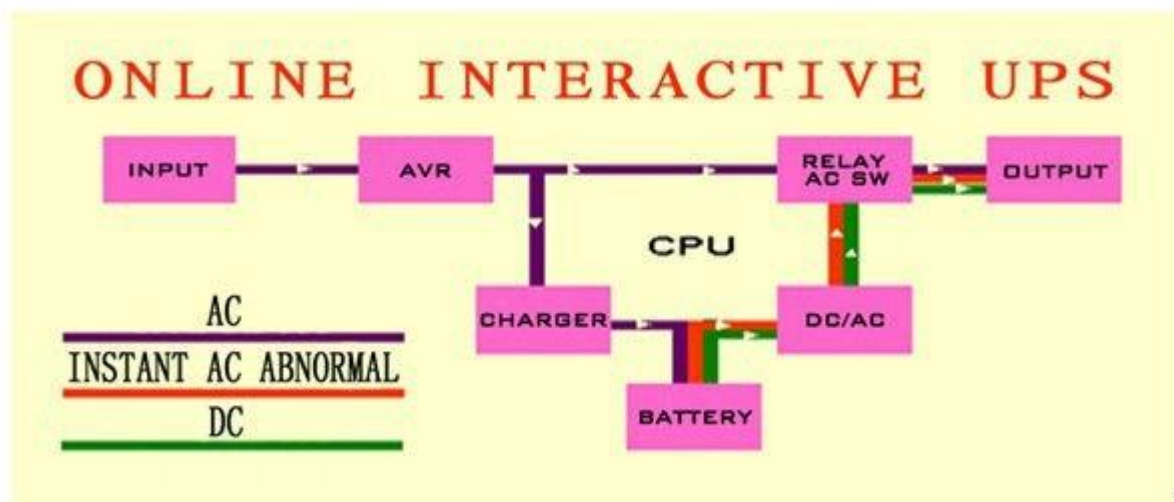 ONLINE INTERACTIVE UPS
INPUT
AVR
RELAY
AC SW
OUTPUT
CPU
CHARGER
DC/AC
BATTERY
AC
INSTANT AC ABNORMAL
DC